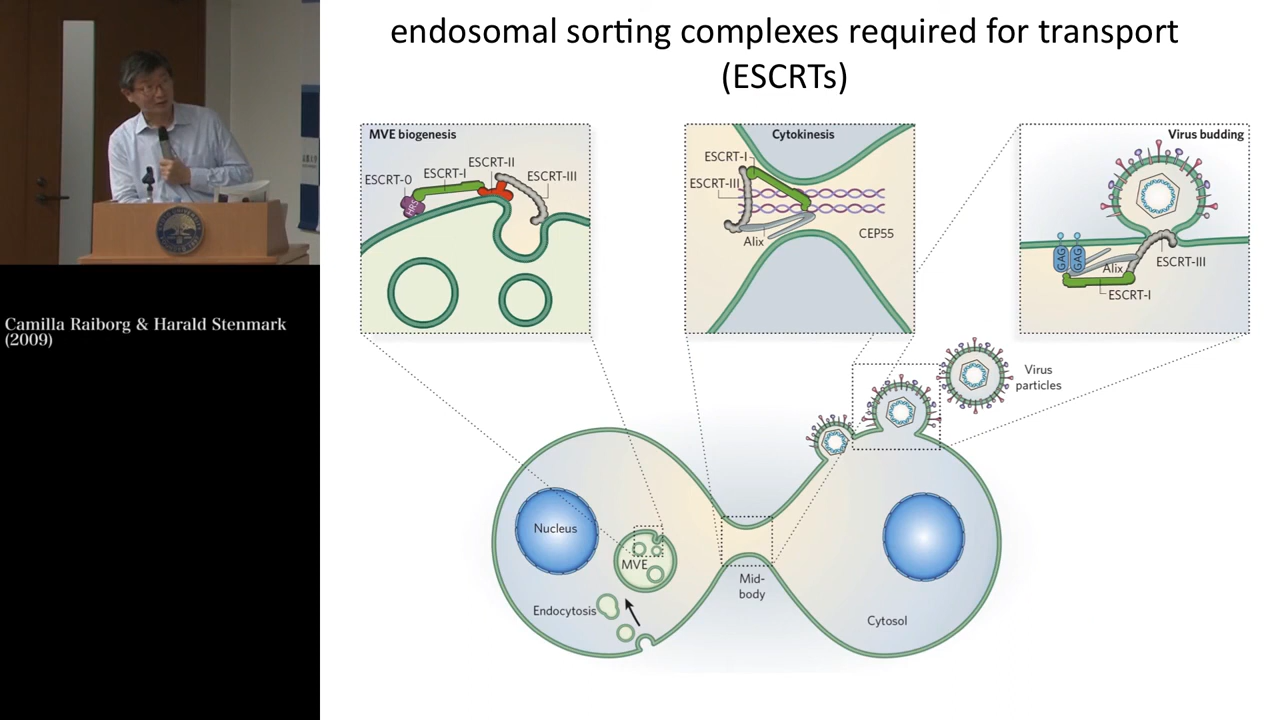 endosomal sorting complexes required for transport
(ESCRTs)
MVE biogenesis
ESCRT-0
ESCRT-I
ESCRT-II
ESCRT-III
HRS
Cytokinesis
ESCRT-I
ESCRT-III
Alix
CEP55
Virus budding
GAG
GAG
Alix
ESCRT-III
ESCRT-I
Camilla Raiborg & Harald Stenmark
(2009)
Virus
particles
Nucleus
MVE
Endocytosis
Mid-
body
Cytosol